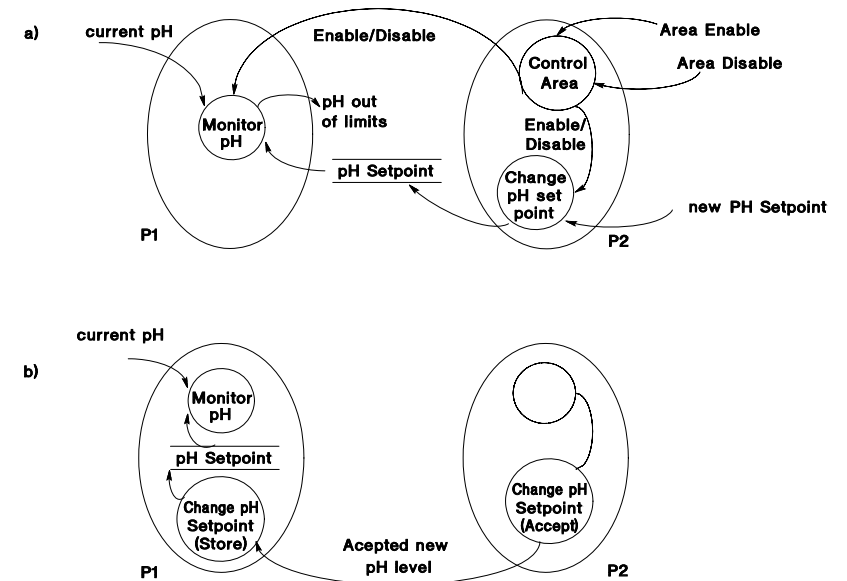 a)
current pH
Enable/Disable
Area Enable
Area Disable
Control
Area
pH out
of limits
Monitor
pH
Enable/
Disable
pH Setpoint
Change
pH set
point
new PH Setpoint
P1
P2
current pH
b)
Monitor
pH
pH Setpoint
Change pH
Setpoint
(Store)
Change pH
Setpoint
(Accept)
Acepted new
pH level
P1
P2